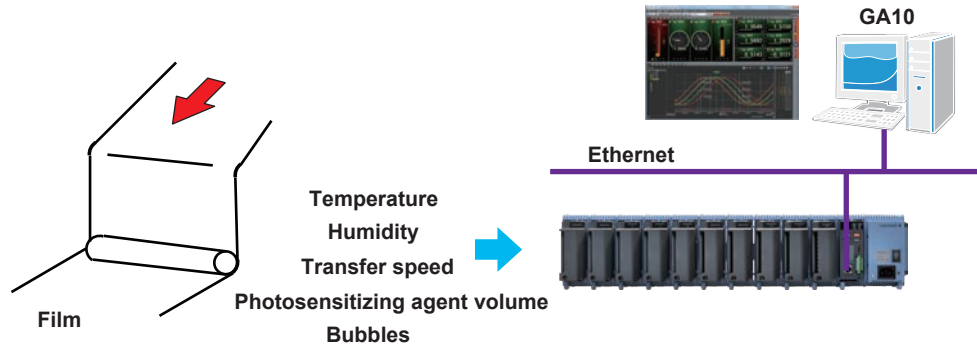 GA10
Ethernet
Temperature
Humidity
Transfer speed
Photosensitizing agent volume
Bubbles
Film